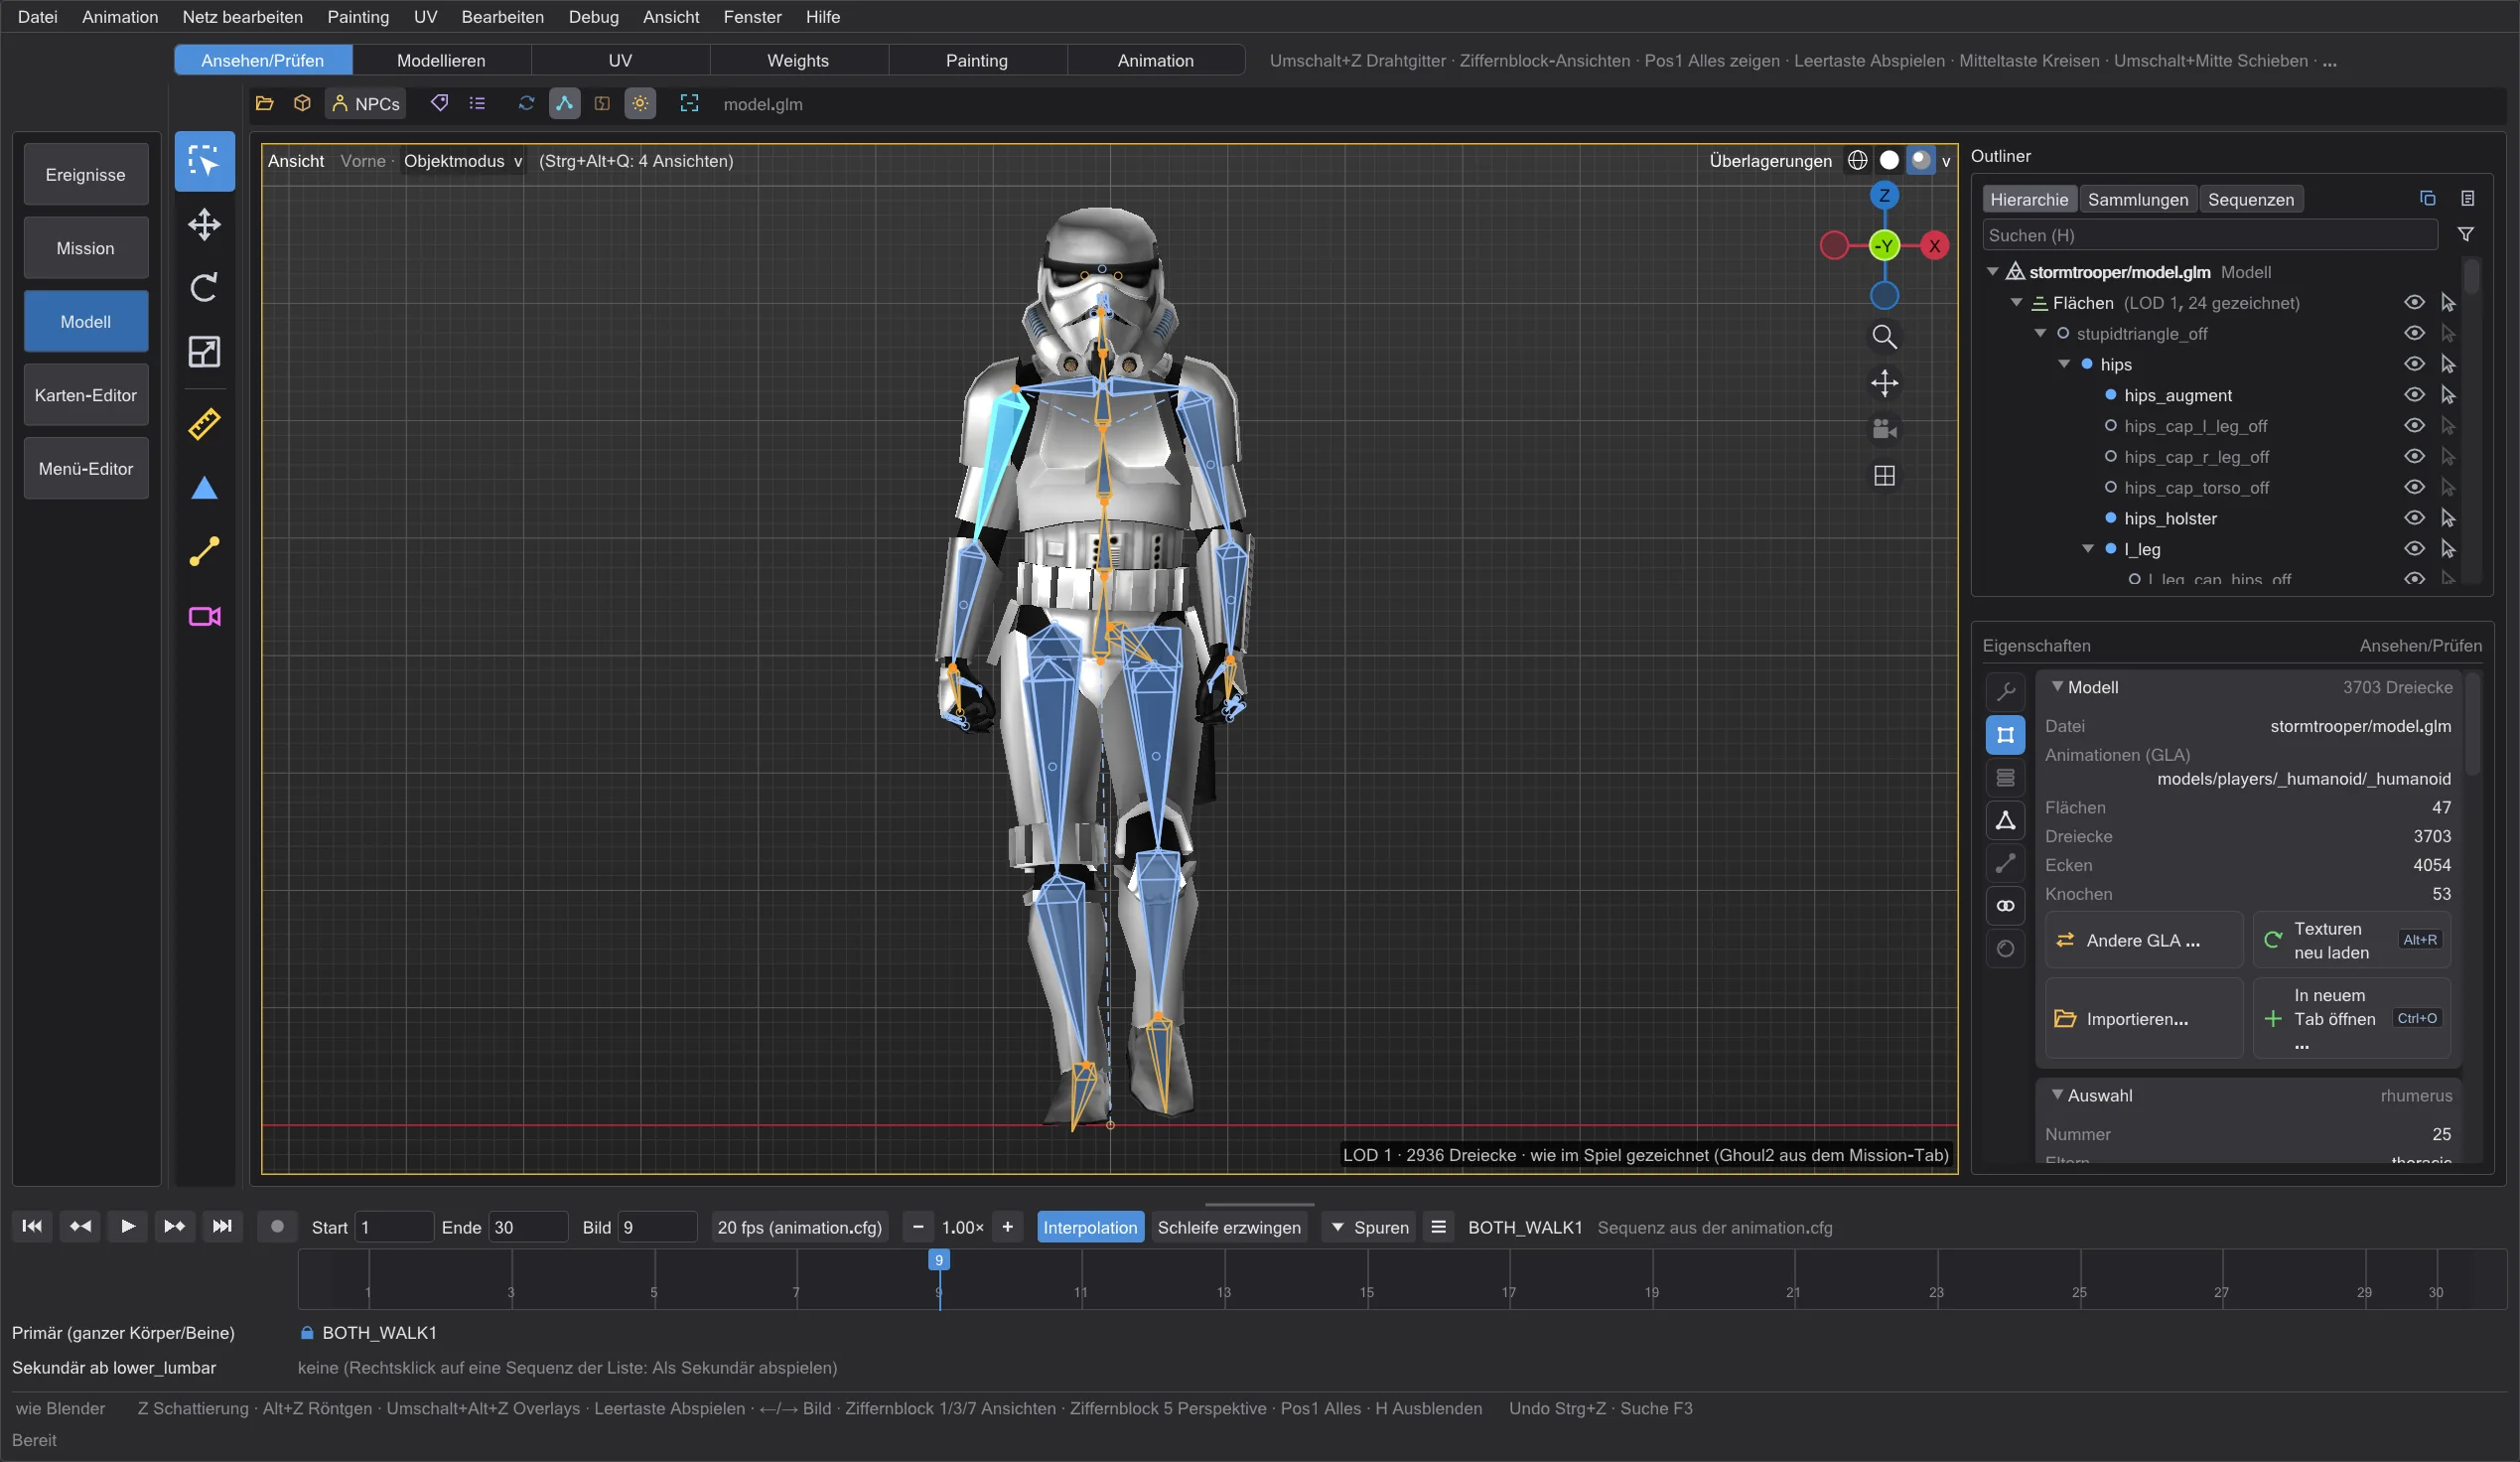 Datei Animation Netz bearbeiten Painting UV Bearbeiten Debug Ansicht Fenster Hilfe
Ansehen/Prüfen Modellieren UV Weights Painting Animation Umschalt+Z Drahtgitter · Ziffernblock-Ansichten · Pos1 Alles zeigen · Leertaste Abspielen · Mitteltaste Kreisen · Umschalt+Mitte Schieben · ...
NPCs model.glm
Ereignisse
Mission
Modell
Karten-Editor
Menü-Editor
Ansicht Vorne · Objektmodus v (Strg+Alt+Q: 4 Ansichten) Überlagerungen v
Z
-Y X
LOD 1 · 2936 Dreiecke · wie im Spiel gezeichnet (Ghoul2 aus dem Mission-Tab)
Outliner
Hierarchie Sammlungen Sequenzen
Suchen (H)
stormtrooper/model.glm Modell
Flächen (LOD 1, 24 gezeichnet)
stupidtriangle_off
hips
hips_augment
hips_cap_l_leg_off
hips_cap_r_leg_off
hips_cap_torso_off
hips_holster
l_leg
l_leg_cap_hips_off
Eigenschaften Ansehen/Prüfen
Modell 3703 Dreiecke
Datei stormtrooper/model.glm
Animationen (GLA)
models/players/_humanoid/_humanoid
Flächen 47
Dreiecke 3703
Ecken 4054
Knochen 53
Andere GLA ...
Texturen neu laden Alt+R
Importieren...
In neuem Tab öffnen ... Ctrl+O
Auswahl rhumerus
Nummer 25
Eltern thoracic
Start 1 Ende 30 Bild 9 20 fps (animation.cfg) − 1.00× + Interpolation Schleife erzwingen Spuren BOTH_WALK1 Sequenz aus der animation.cfg
9
1 3 5 7 9 11 13 15 17 19 21 23 25 27 29 30
Primär (ganzer Körper/Beine) BOTH_WALK1
Sekundär ab lower_lumbar keine (Rechtsklick auf eine Sequenz der Liste: Als Sekundär abspielen)
wie Blender Z Schattierung · Alt+Z Röntgen · Umschalt+Alt+Z Overlays · Leertaste Abspielen · ←/→ Bild · Ziffernblock 1/3/7 Ansichten · Ziffernblock 5 Perspektive · Pos1 Alles · H Ausblenden Undo Strg+Z · Suche F3
Bereit